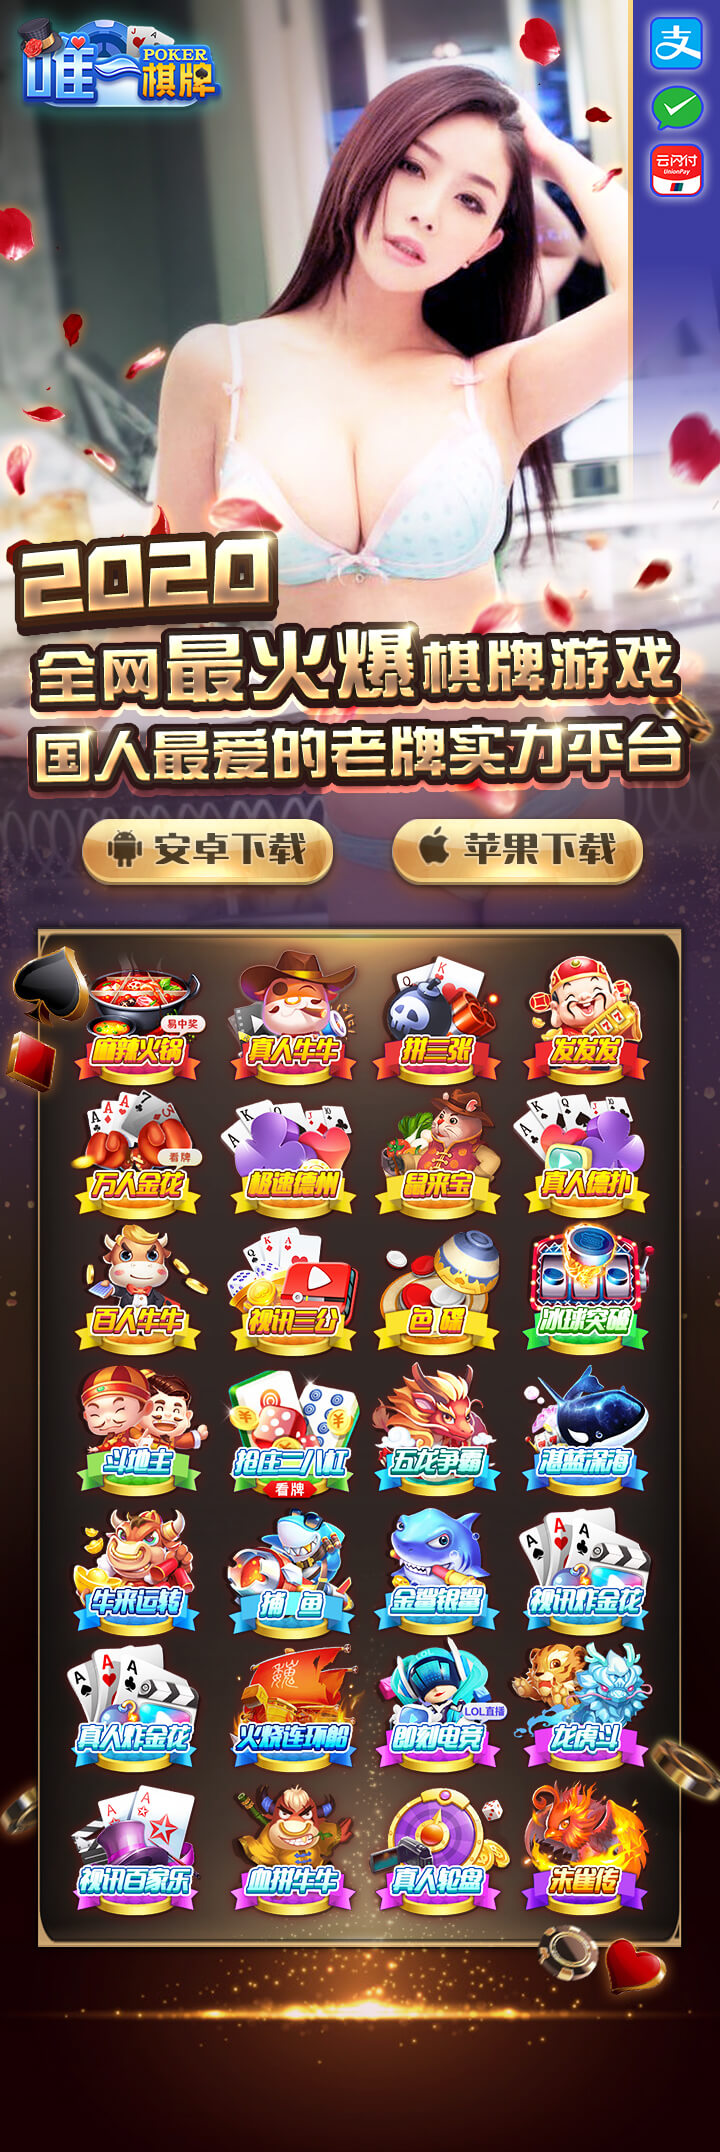 唯一棋牌
POKER
支
云闪付
UnionPay
2020
全网最火爆棋牌游戏
国人最爱的老牌实力平台
安卓下载
苹果下载
易中奖
麻辣火锅
真人牛牛
拼三张
发发发
看牌
万人金花
极速德州
鼠来宝
真人德扑
百人牛牛
视讯三公
色碟
冰球突破
斗地主
抢庄二八杠
看牌
五龙争霸
湛蓝深海
牛来运转
捕鱼
金鲨银鲨
视讯炸金花
真人炸金花
火烧连环船
LOL直播
即刻电竞
龙虎斗
视讯百家乐
血拼牛牛
真人轮盘
朱雀传